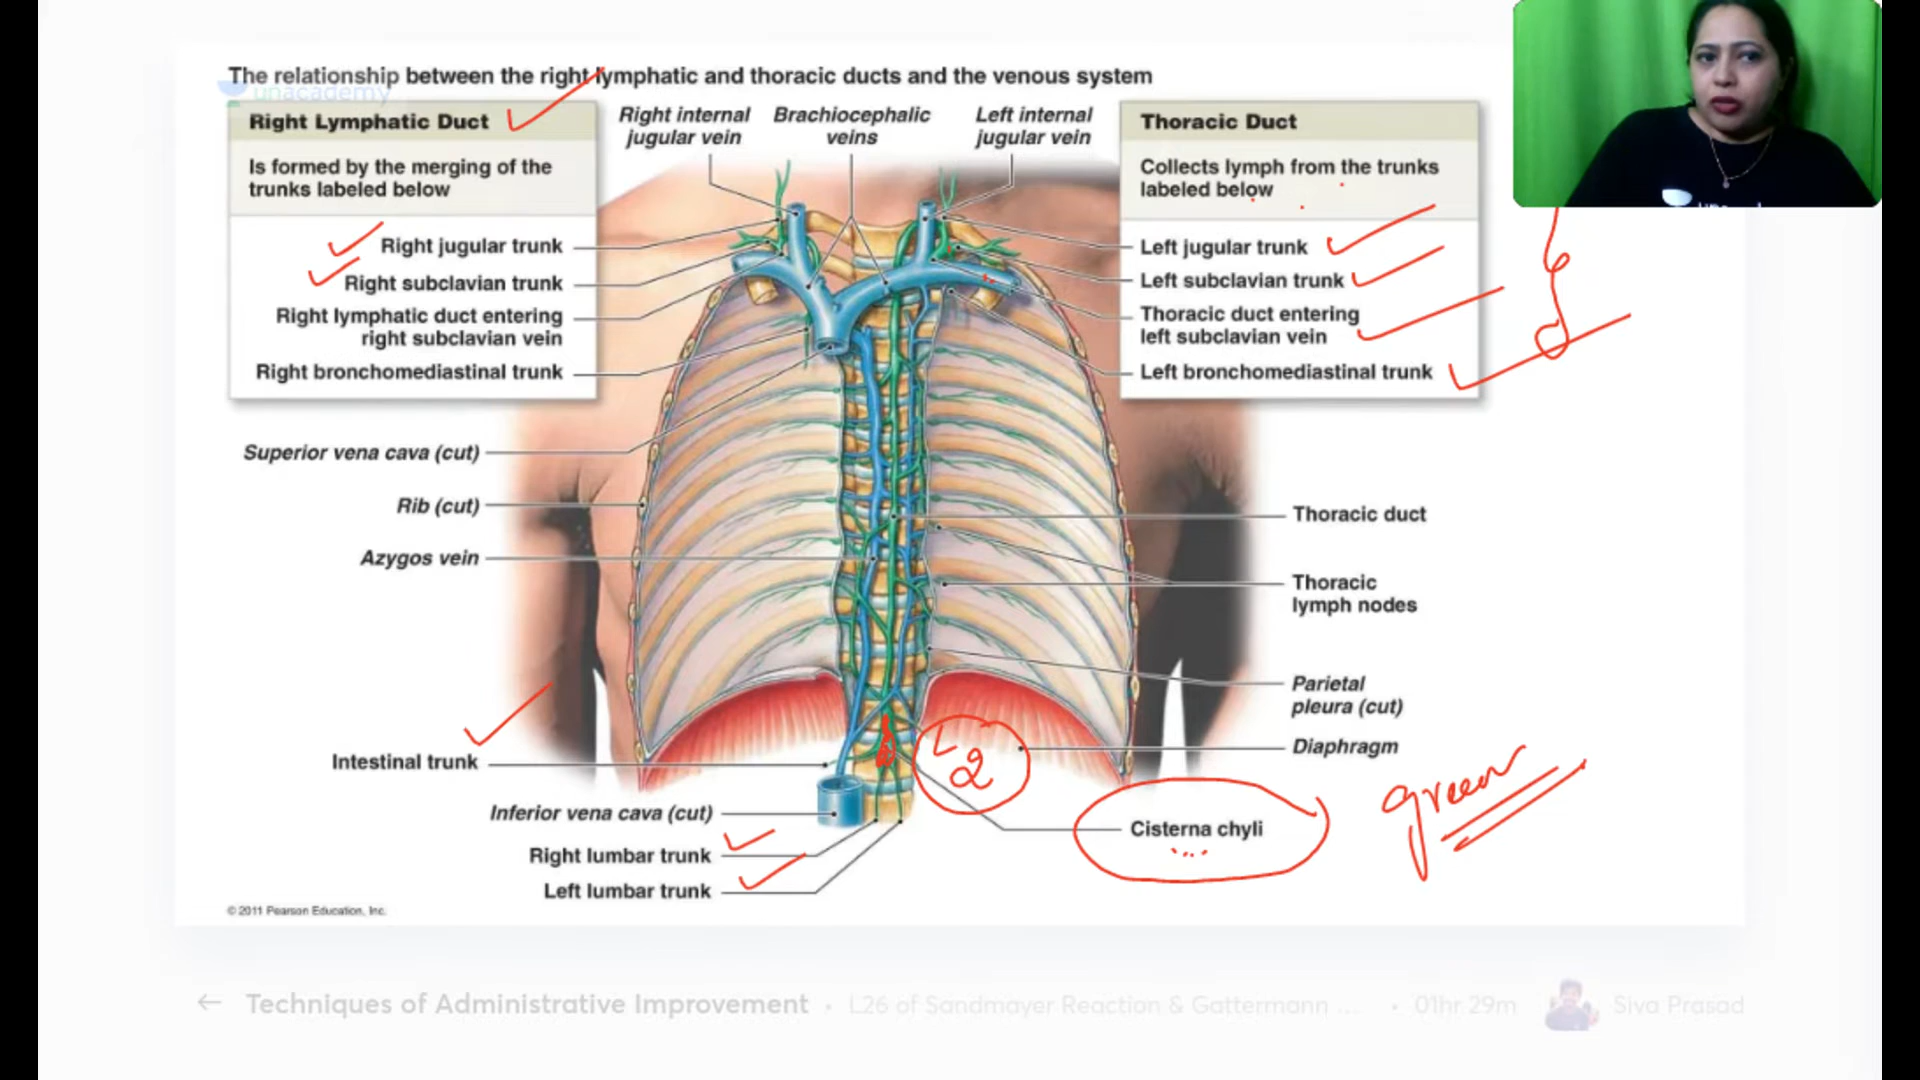 The relationship between the right lymphatic and thoracic ducts and the venous system
unacademy
Right Lymphatic Duct
Is formed by the merging of the
trunks labeled below
Right jugular trunk
Right subclavian trunk
Right lymphatic duct entering
right subclavian vein
Right bronchomediastinal trunk
Right internal
jugular vein
Brachiocephalic
veins
Left internal
jugular vein
Thoracic Duct
Collects lymph from the trunks
labeled below
Left jugular trunk
Left subclavian trunk
Thoracic duct entering
left subclavian vein
Left bronchomediastinal trunk
Superior vena cava (cut)
Rib (cut)
Azygos vein
Intestinal trunk
Inferior vena cava (cut)
Right lumbar trunk
Left lumbar trunk
Thoracic duct
Thoracic
lymph nodes
Parietal
pleura (cut)
Diaphragm
Cisterna chyli
L2
green
© 2011 Pearson Education, Inc.
← Techniques of Administrative Improvement • L26 of Sandmayer Reaction & Gattermann ... • 01hr 29m Siva Prasad